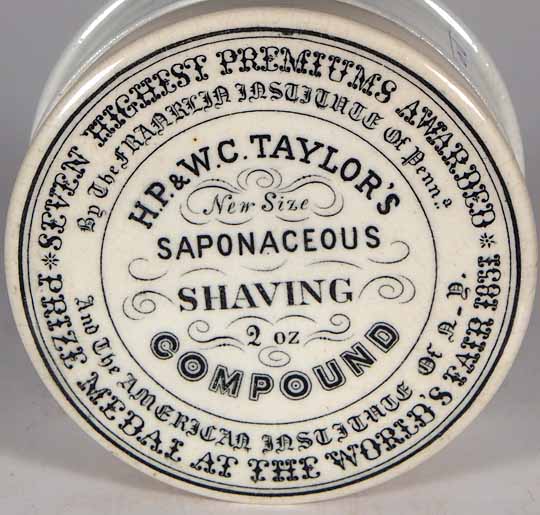 SEVEN HIGHEST PREMIUMS AWARDED
By The FRANKLIN INSTITUTE Of Penn.a
H.P. & W.C. TAYLOR'S
New Size
SAPONACEOUS
SHAVING
2 oz
COMPOUND
And The AMERICAN INSTITUTE Of N-Y.
*PRIZE MEDAL AT THE WORLD'S FAIR 1851*